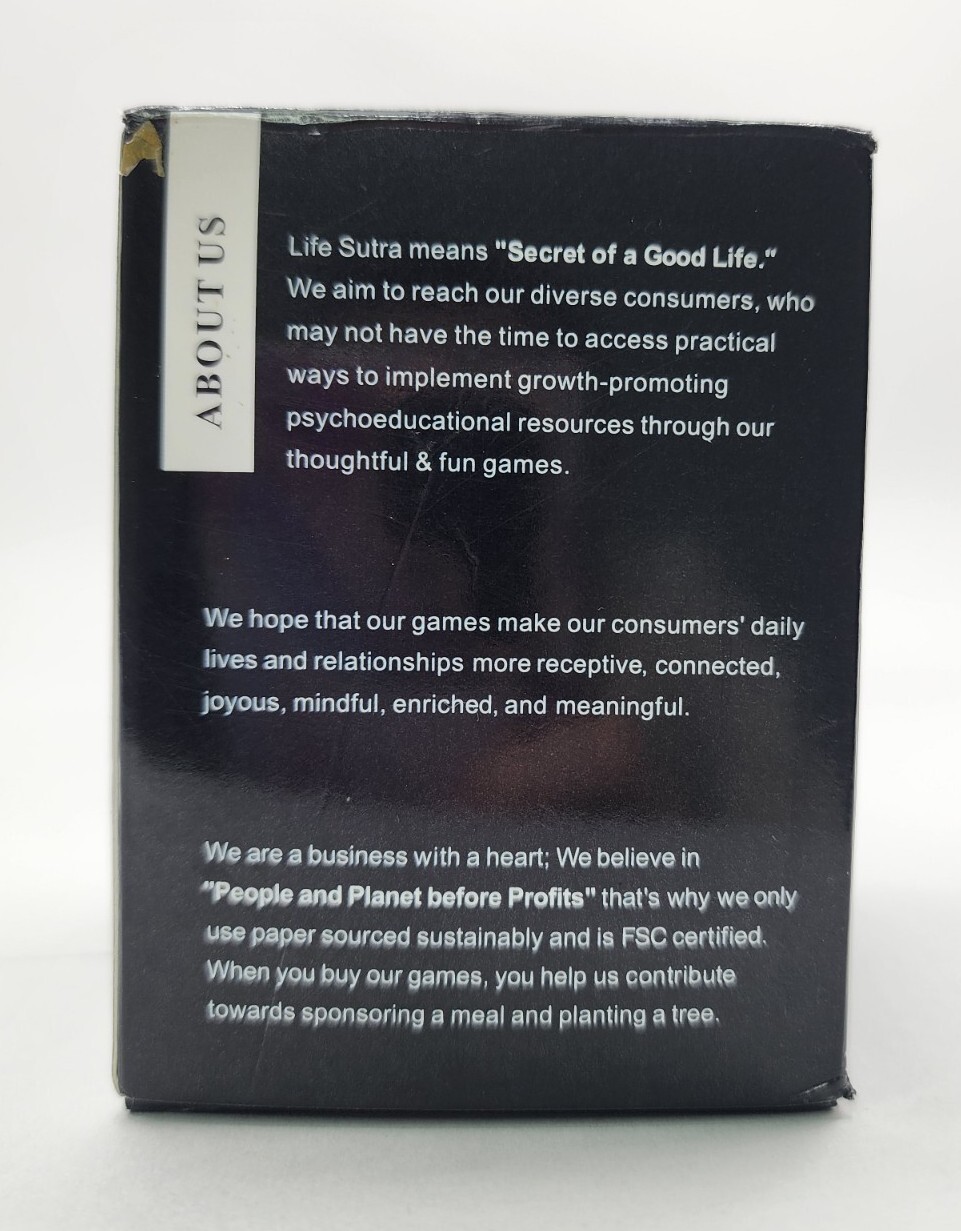 ABOUT US
Life Sutra means "Secret of a Good Life."
We aim to reach our diverse consumers, who
may not have the time to access practical
ways to implement growth-promoting
psychoeducational resources through our
thoughtful & fun games.
We hope that our games make our consumers' daily
lives and relationships more receptive, connected,
joyous, mindful, enriched, and meaningful.
We are a business with a heart; We believe in
"People and Planet before Profits" that's why we only
use paper sourced sustainably and is FSC certified.
When you buy our games, you help us contribute
towards sponsoring a meal and planting a tree.